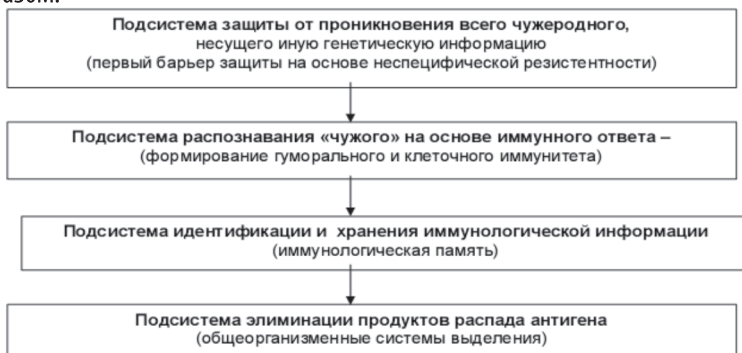 Подсистема защиты от проникновения всего чужеродного,
несущего иную генетическую информацию
(первый барьер защиты на основе неспецифической резистентности)
Подсистема распознавания «чужого» на основе иммунного ответа –
(формирование гуморального и клеточного иммунитета)
Подсистема идентификации и хранения иммунологической информации
(иммунологическая память)
Подсистема элиминации продуктов распада антигена
(общеорганизменные системы выделения)